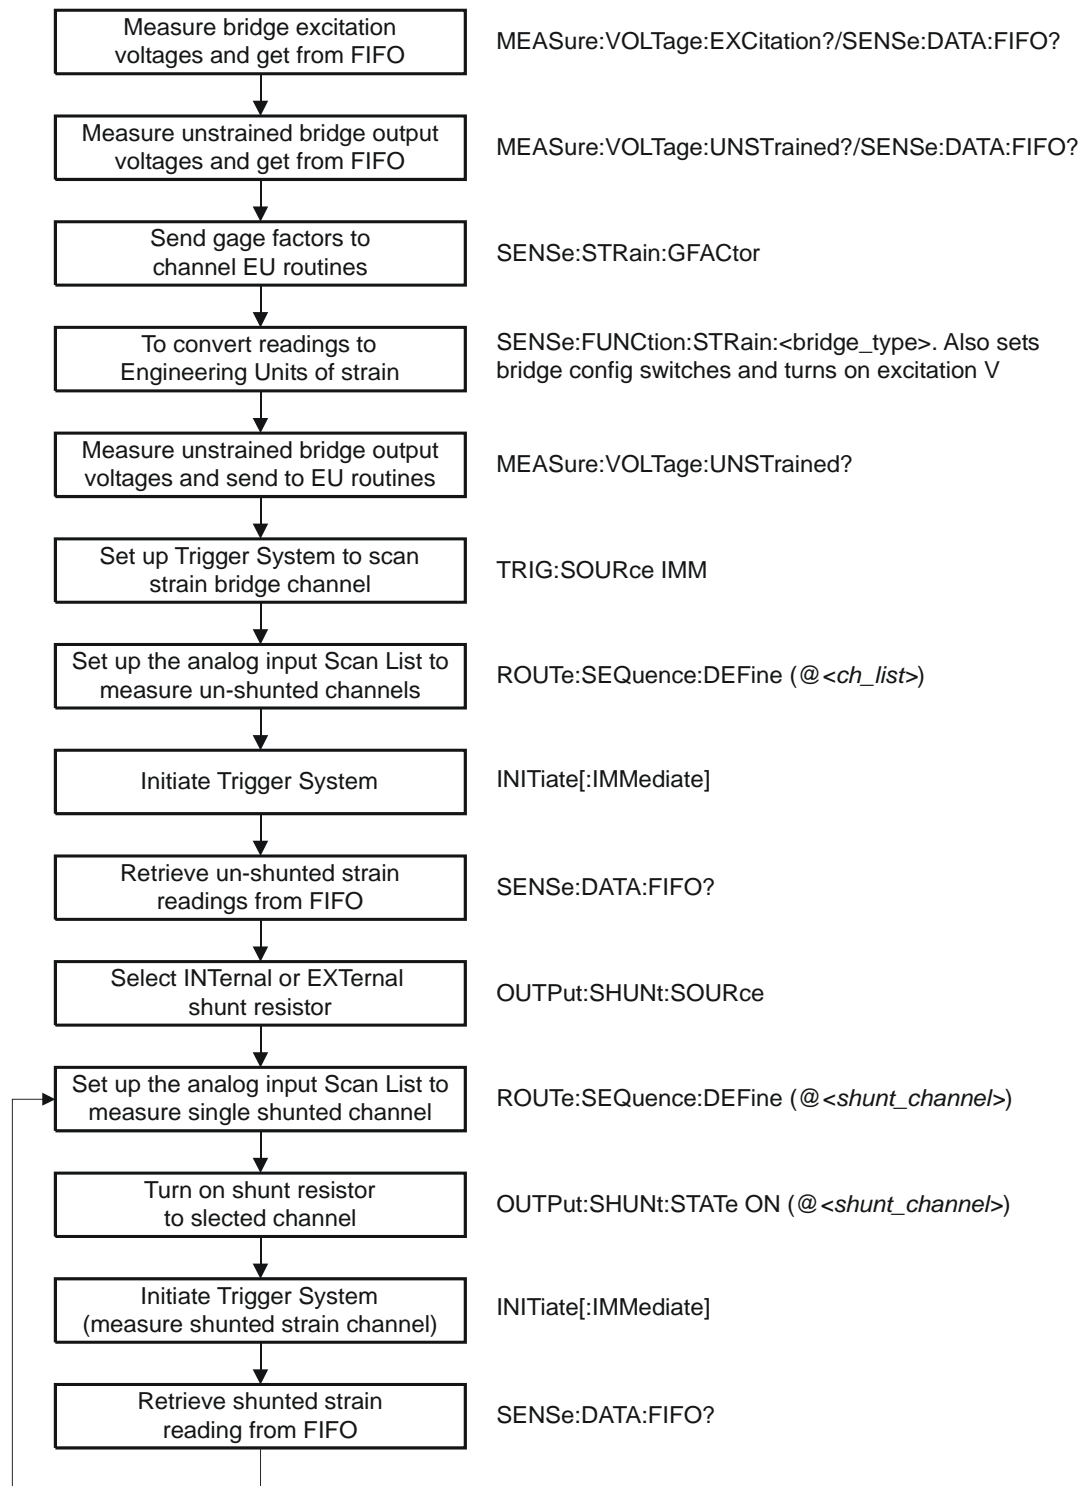 Measure bridge excitation
voltages and get from FIFO
MEASure:VOLTage:EXCitation?/SENSe:DATA:FIFO?
Measure unstrained bridge output
voltages and get from FIFO
MEASure:VOLTage:UNSTrained?/SENSe:DATA:FIFO?
Send gage factors to
channel EU routines
SENSe:STRain:GFACtor
To convert readings to
Engineering Units of strain
SENSe:FUNCtion:STRain:<bridge_type>. Also sets
bridge config switches and turns on excitation V
Measure unstrained bridge output
voltages and send to EU routines
MEASure:VOLTage:UNSTrained?
Set up Trigger System to scan
strain bridge channel
TRIG:SOURce IMM
Set up the analog input Scan List to
measure un-shunted channels
ROUTe:SEQuence:DEFine (@<ch_list>)
Initiate Trigger System
INITiate[:IMMediate]
Retrieve un-shunted strain
readings from FIFO
SENSe:DATA:FIFO?
Select INTernal or EXTernal
shunt resistor
OUTPut:SHUNt:SOURce
Set up the analog input Scan List to
measure single shunted channel
ROUTe:SEQuence:DEFine (@<shunt_channel>)
Turn on shunt resistor
to slected channel
OUTPut:SHUNt:STATe ON (@<shunt_channel>)
Initiate Trigger System
(measure shunted strain channel)
INITiate[:IMMediate]
Retrieve shunted strain
reading from FIFO
SENSe:DATA:FIFO?